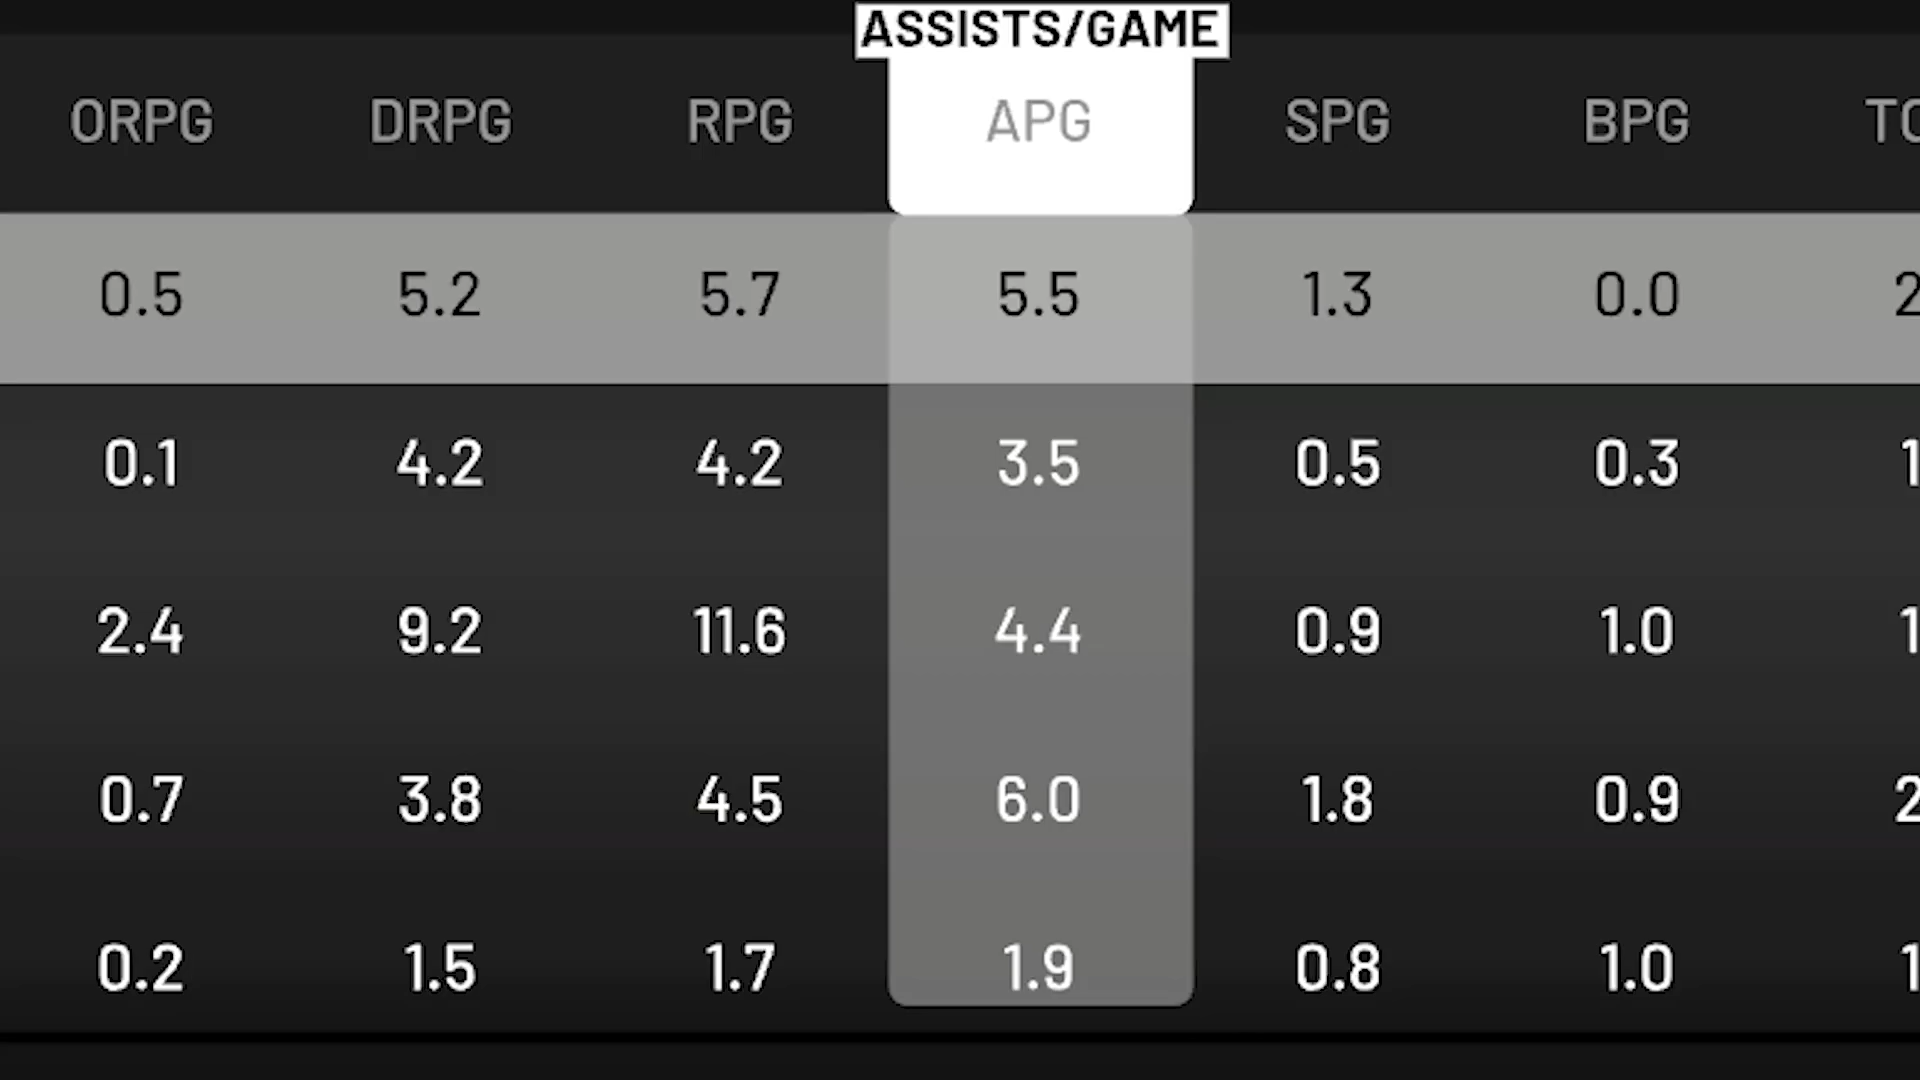 ASSISTS/GAME
ORPG DRPG RPG APG SPG BPG
0.5 5.2 5.7 5.5 1.3 0.0
0.1 4.2 4.2 3.5 0.5 0.3
2.4 9.2 11.6 4.4 0.9 1.0
0.7 3.8 4.5 6.0 1.8 0.9
0.2 1.5 1.7 1.9 0.8 1.0